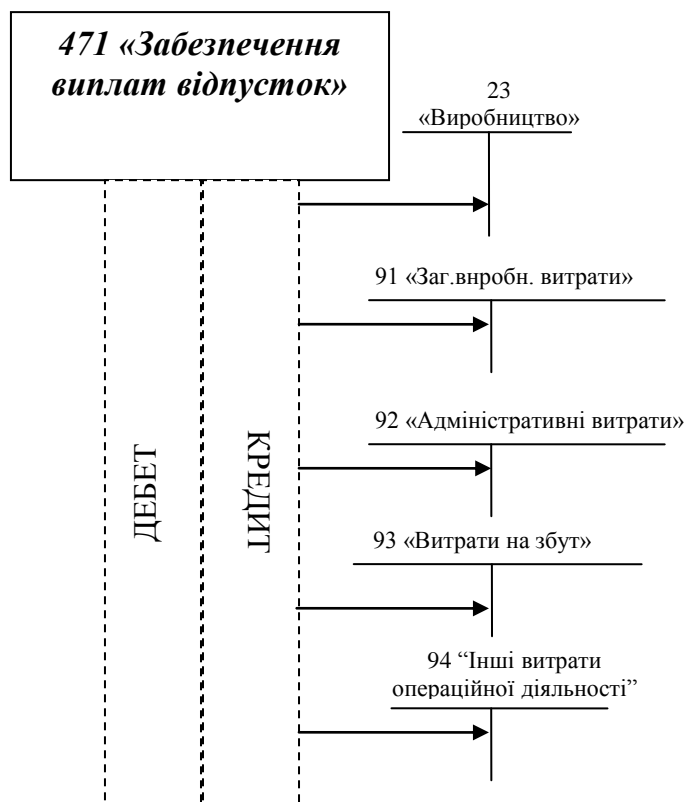 471 «Забезпечення
виплат відпусток»
23
«Виробництво»
91 «Заг.внробн. витрати»
92 «Адміністративні витрати»
ДЕБЕТ
КРЕДИТ
93 «Витрати на збут»
94 “Інші витрати
операційної діяльності”